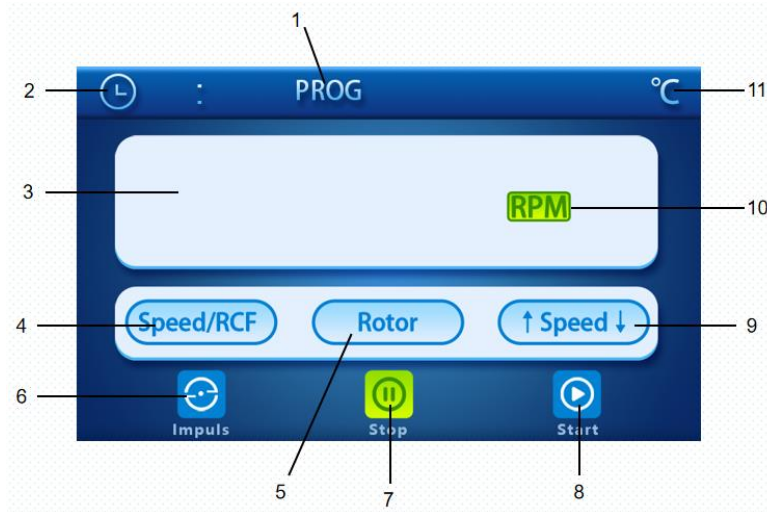 1
2 : PROG °C 11
3
RPM 10
4 Speed/RCF Rotor ↑ Speed ↓ 9
6
Impuls Stop Start
5 7 8